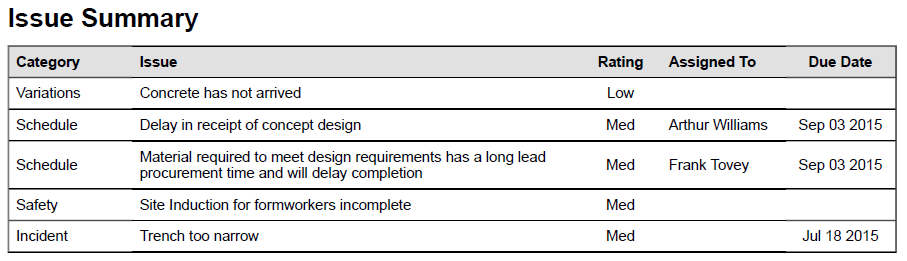 Issue Summary
Category Issue Rating Assigned To Due Date
Variations Concrete has not arrived Low
Schedule Delay in receipt of concept design Med Arthur Williams Sep 03 2015
Schedule Material required to meet design requirements has a long lead Med Frank Tovey Sep 03 2015
procurement time and will delay completion
Safety Site Induction for formworkers incomplete Med
Incident Trench too narrow Med Jul 18 2015